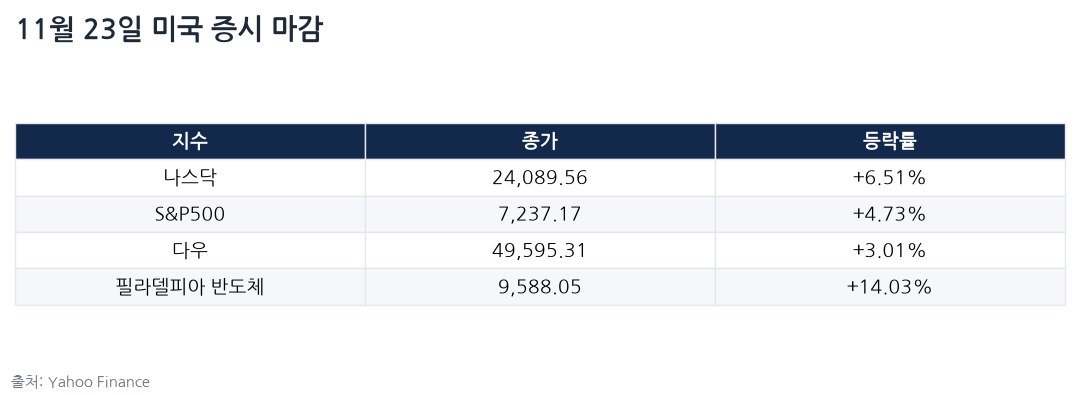 11월 23일 미국 증시 마감
지수 종가 등락률
나스닥 24,089.56 +6.51%
S&P500 7,237.17 +4.73%
다우 49,595.31 +3.01%
필라델피아 반도체 9,588.05 +14.03%
출처: Yahoo Finance